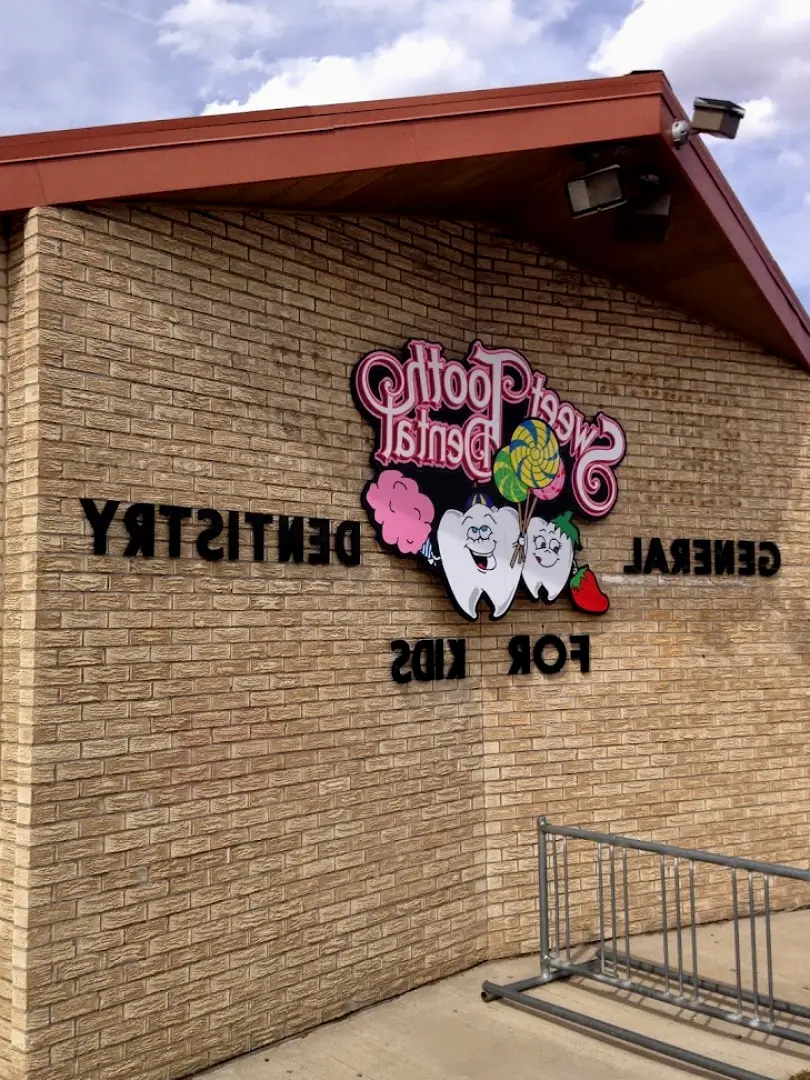 Sweet Tooth
Dental
GENERAL DENTISTRY
FOR KIDS